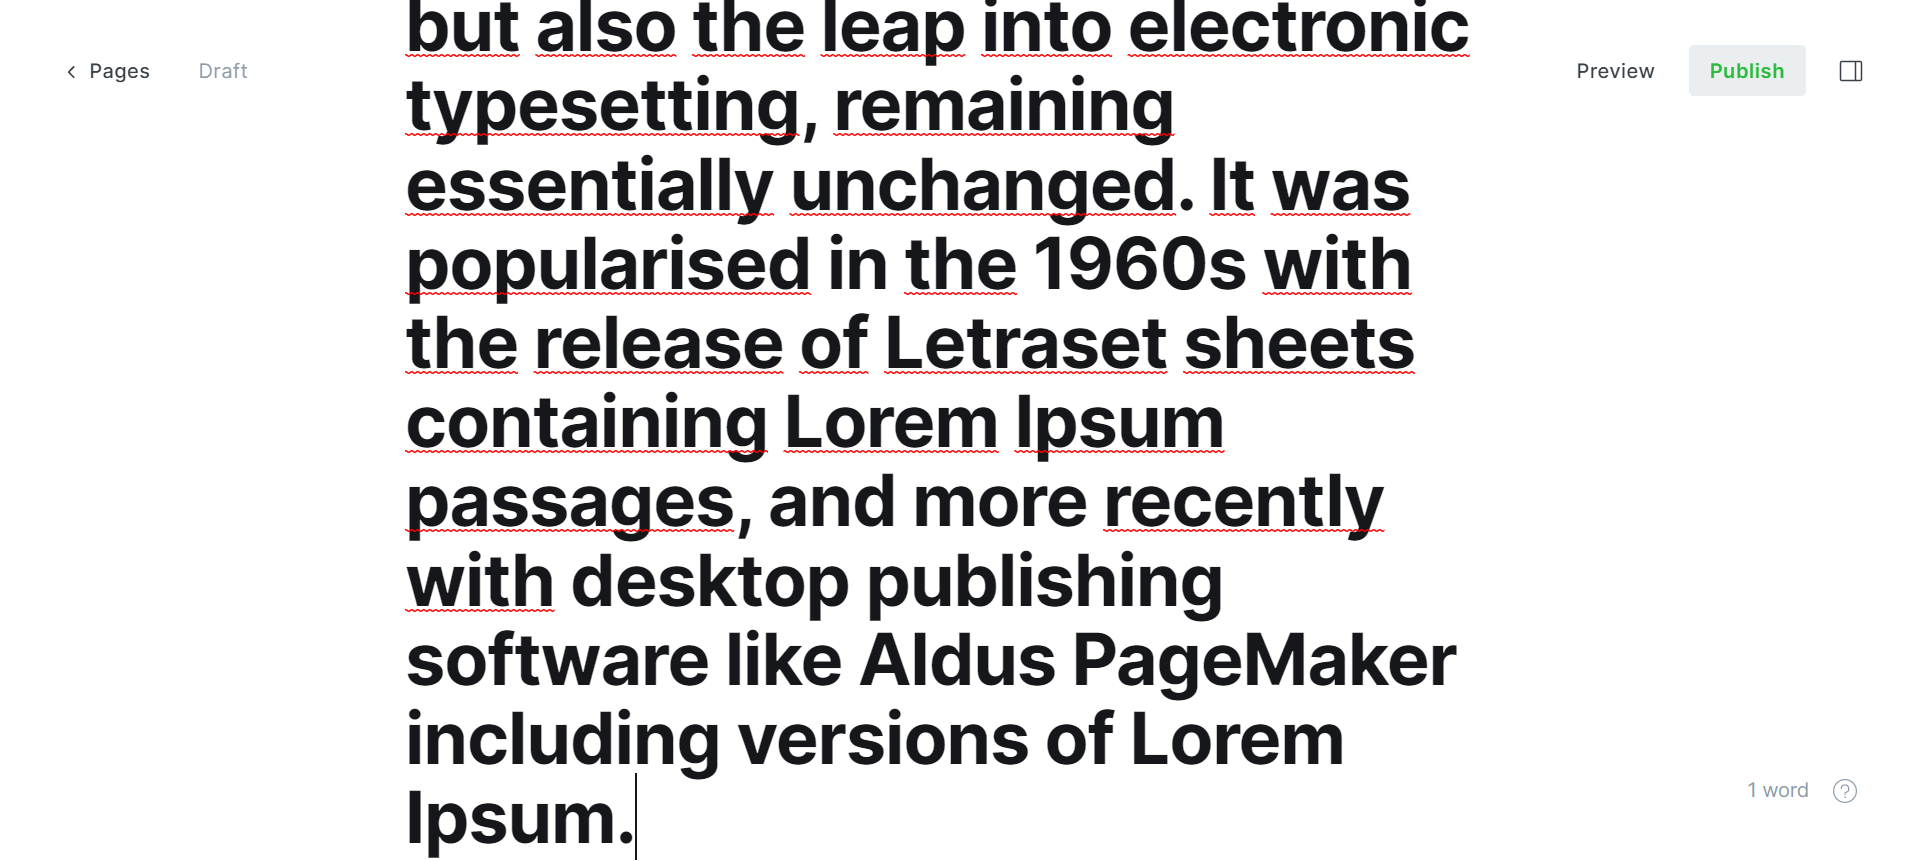 but also the leap into electronic
Pages Draft Preview Publish
typesetting, remaining
essentially unchanged. It was
popularised in the 1960s with
the release of Letraset sheets
containing Lorem Ipsum
passages, and more recently
with desktop publishing
software like Aldus PageMaker
including versions of Lorem
1 word ?
Ipsum.